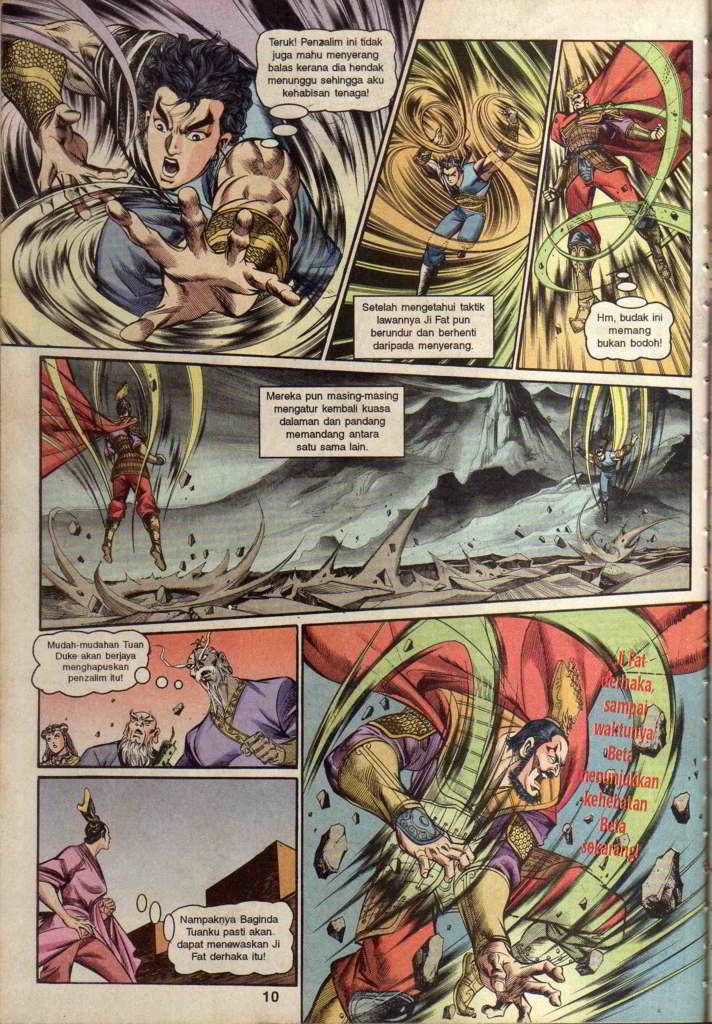 Teruk! Penzalim ini tidak
juga mahu menyerang
balas kerana dia hendak
menunggu sehingga aku
kehabisan tenaga!
Setelah mengetahui taktik
lawannya Ji Fat pun
berundur dan berhenti
daripada menyerang.
Hm, budak ini
memang
bukan bodoh!
Mereka pun masing-masing
mengatur kembali kuasa
dalaman dan pandang
memandang antara
satu sama lain.
Mudah-mudahan Tuan
Duke akan berjaya
menghapuskan
penzalim itu!
Ji Fat
derhaka,
sampai
waktunya
Beta
menunjukkan
kehebatan
Beta
sekarang!
Nampaknya Baginda
Tuanku pasti akan
dapat menewaskan Ji
Fat derhaka itu!
10